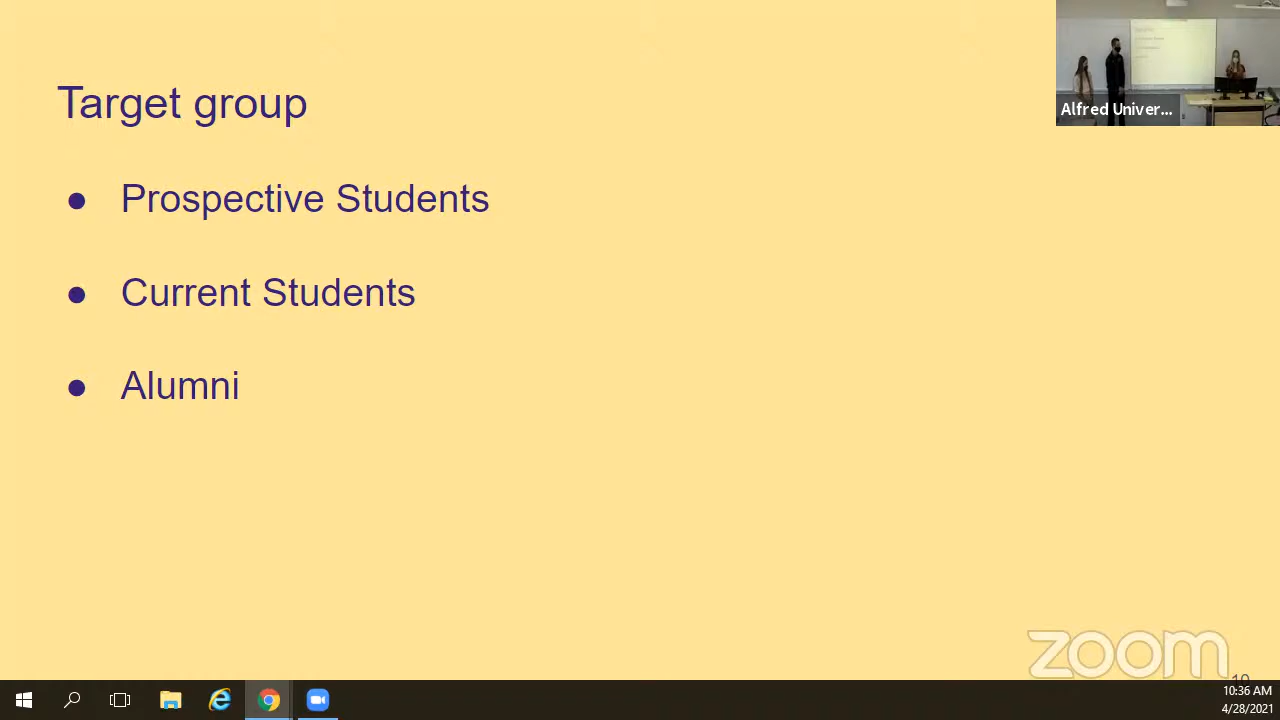 Target group
● Prospective Students
● Current Students
● Alumni
Alfred Univer...
zoom
10:36 AM
4/28/2021